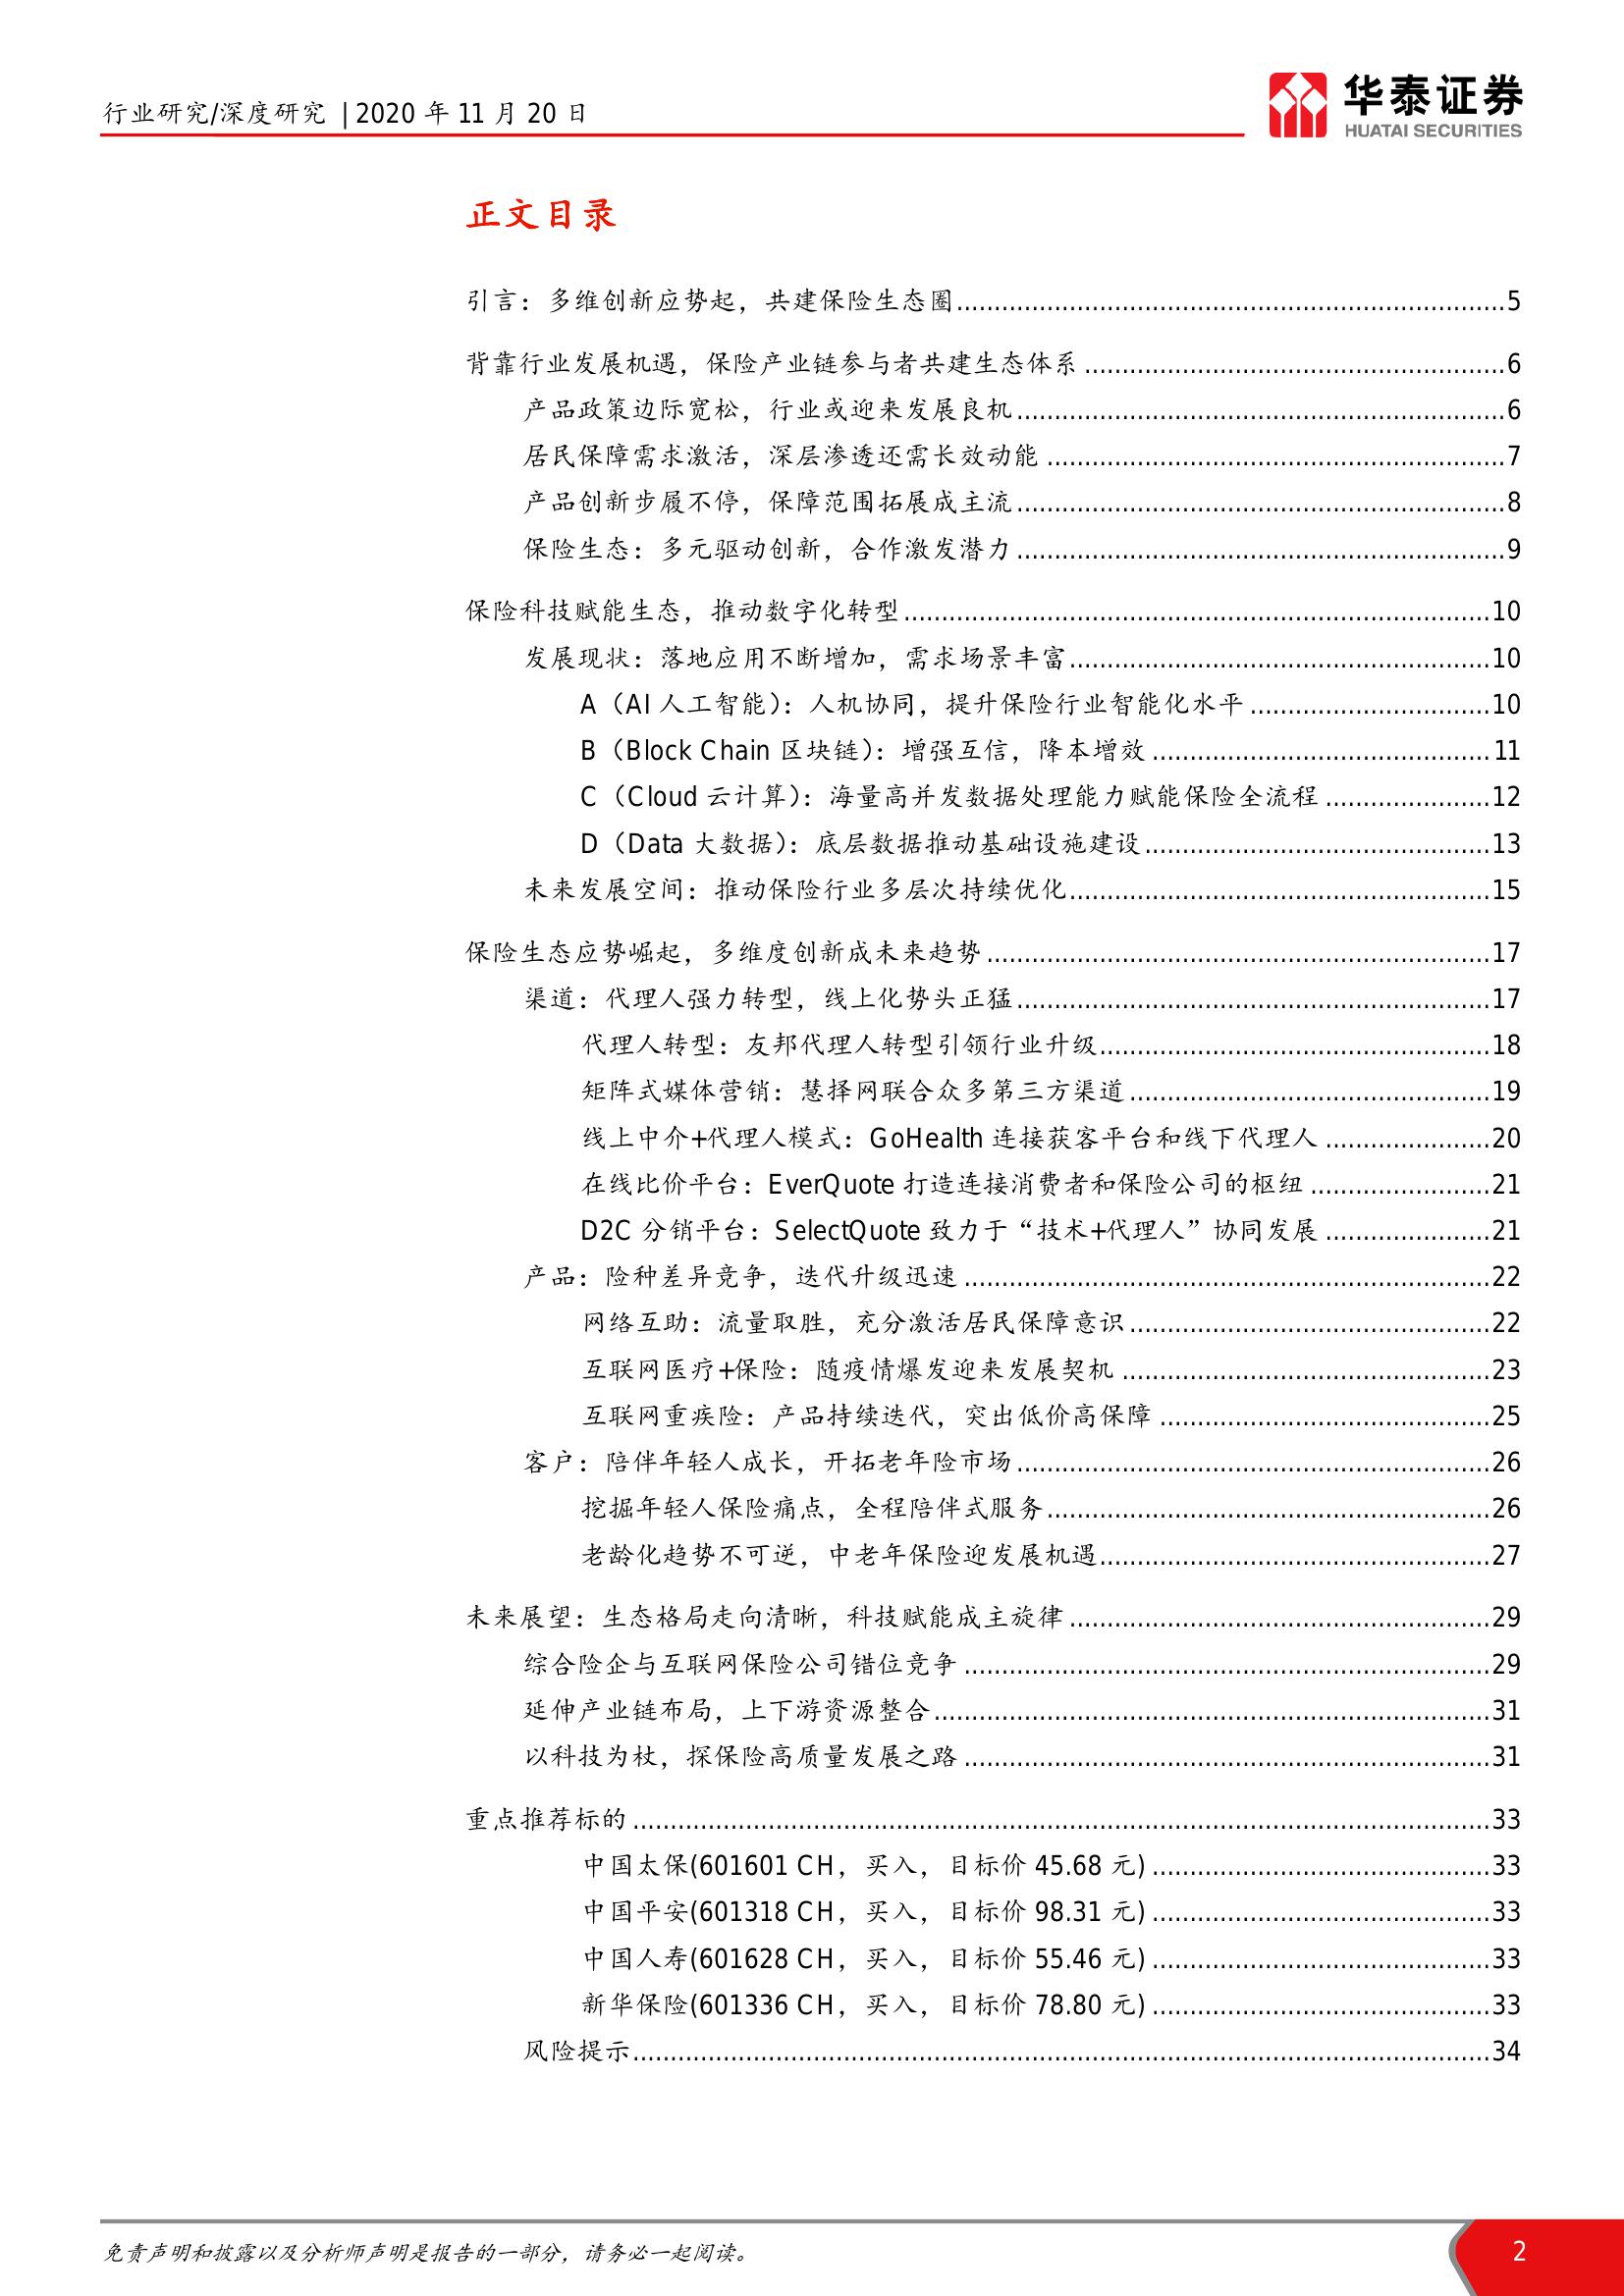 行业研究/深度研究 | 2020 年 11 月 20 日
华泰证券
HUATAI SECURITIES
正文目录
引言：多维创新应势起，共建保险生态圈........5
背靠行业发展机遇，保险产业链参与者共建生态体系........6
产品政策边际宽松，行业或迎来发展良机........6
居民保障需求激活，深层渗透还需长效动能........7
产品创新步履不停，保障范围拓展成主流........8
保险生态：多元驱动创新，合作激发潜力........9
保险科技赋能生态，推动数字化转型........10
发展现状：落地应用不断增加，需求场景丰富........10
A（AI 人工智能）：人机协同，提升保险行业智能化水平........10
B（Block Chain 区块链）：增强互信，降本增效........11
C（Cloud 云计算）：海量高并发数据处理能力赋能保险全流程........12
D（Data 大数据）：底层数据推动基础设施建设........13
未来发展空间：推动保险行业多层次持续优化........15
保险生态应势崛起，多维度创新成未来趋势........17
渠道：代理人强力转型，线上化势头正猛........17
代理人转型：友邦代理人转型引领行业升级........18
矩阵式媒体营销：慧择网联合众多第三方渠道........19
线上中介+代理人模式：GoHealth 连接获客平台和线下代理人........20
在线比价平台：EverQuote 打造连接消费者和保险公司的枢纽........21
D2C 分销平台：SelectQuote 致力于“技术+代理人”协同发展........21
产品：险种差异竞争，迭代升级迅速........22
网络互助：流量取胜，充分激活居民保障意识........22
互联网医疗+保险：随疫情爆发迎来发展契机........23
互联网重疾险：产品持续迭代，突出低价高保障........25
客户：陪伴年轻人成长，开拓老年险市场........26
挖掘年轻人保险痛点，全程陪伴式服务........26
老龄化趋势不可逆，中老年保险迎发展机遇........27
未来展望：生态格局走向清晰，科技赋能成主旋律........29
综合险企与互联网保险公司错位竞争........29
延伸产业链布局，上下游资源整合........31
以科技为杖，探保险高质量发展之路........31
重点推荐标的........33
中国太保(601601 CH，买入，目标价 45.68 元)........33
中国平安(601318 CH，买入，目标价 98.31 元)........33
中国人寿(601628 CH，买入，目标价 55.46 元)........33
新华保险(601336 CH，买入，目标价 78.80 元)........33
风险提示........34
免责声明和披露以及分析师声明是报告的一部分，请务必一起阅读。
2